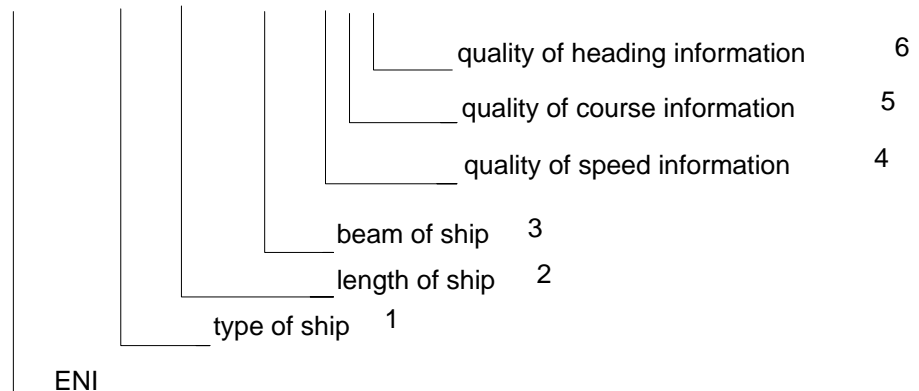 quality of heading information 6
quality of course information 5
quality of speed information 4
beam of ship 3
length of ship 2
type of ship 1
ENI